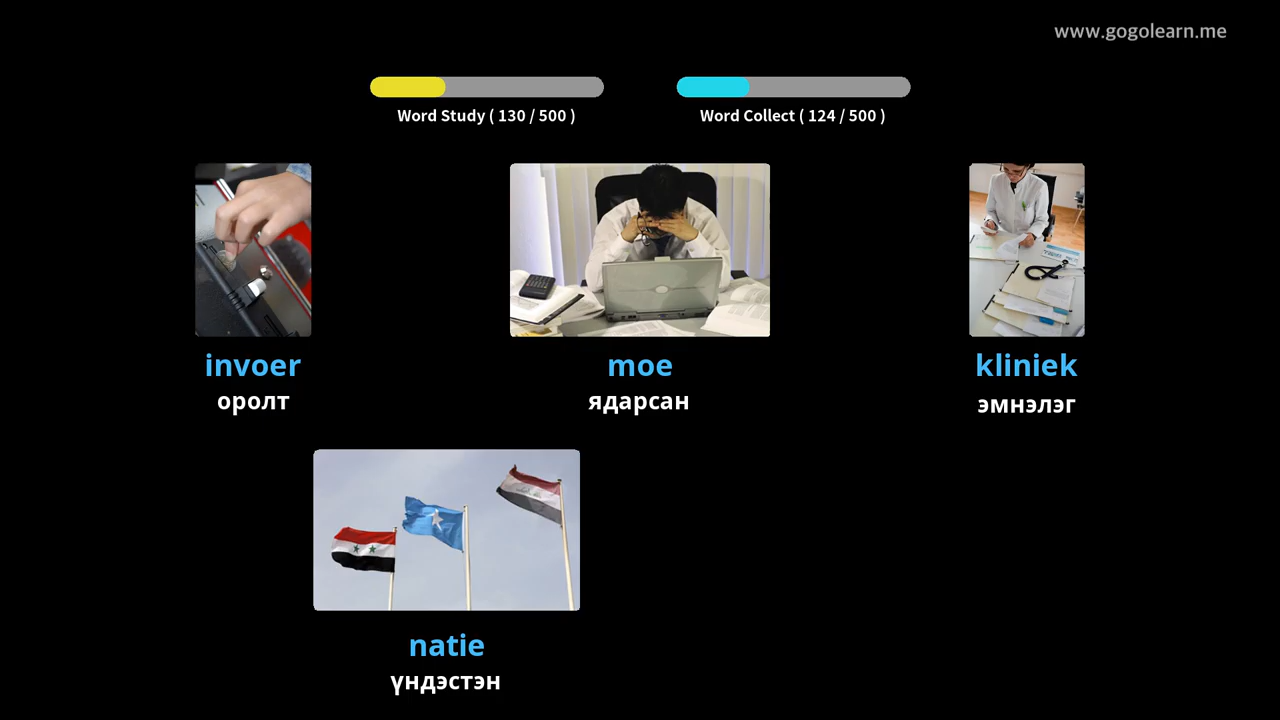 www.gogolearn.me
Word Study ( 130 / 500 )
Word Collect ( 124 / 500 )
invoer
оролт
moe
ядарсан
kliniek
эмнэлэг
natie
үндэстэн